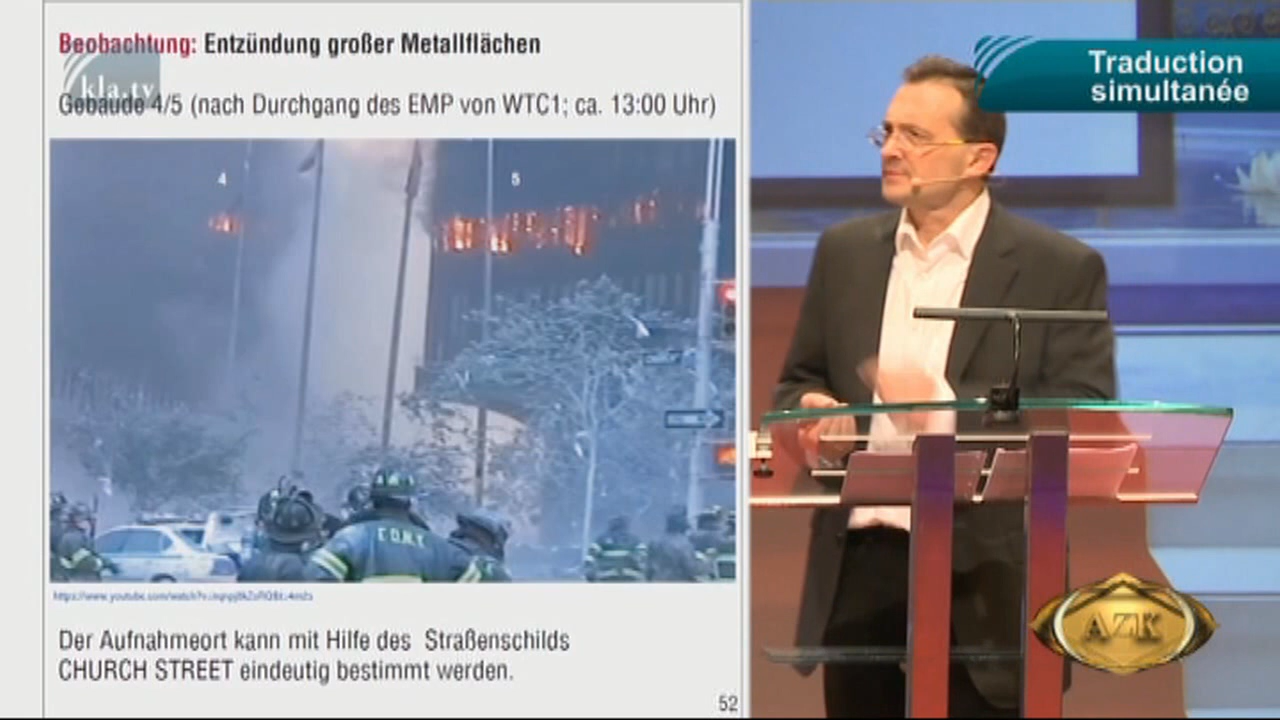 Beobachtung: Entzündung großer Metallflächen
kla.tv
Gebäude 4/5 (nach Durchgang des EMP von WTC1; ca. 13:00 Uhr)
4
5
F.D.N.Y.
Der Aufnahmeort kann mit Hilfe des Straßenschilds
CHURCH STREET eindeutig bestimmt werden.
52
Traduction
simultanée
AZK